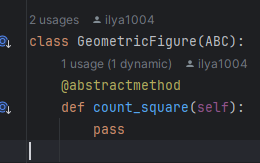 2 usages ilya1004
class GeometricFigure(ABC):
1 usage (1 dynamic) ilya1004
@abstractmethod
def count_square(self):
pass